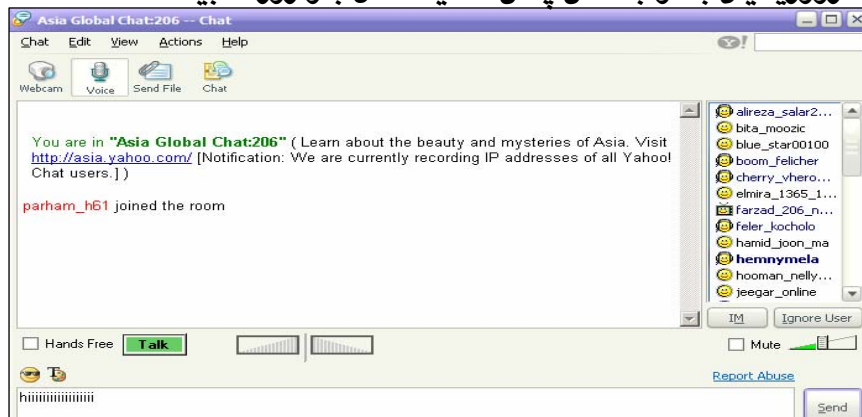 Asia Global Chat:206 -- Chat
Chat Edit View Actions Help
Webcam Voice Send File Chat
You are in "Asia Global Chat:206" ( Learn about the beauty and mysteries of Asia. Visit
http://asia.yahoo.com/ [Notification: We are currently recording IP addresses of all Yahoo!
Chat users.] )
parham_h61 joined the room
alireza_salar2...
bita_moozic
blue_star00100
boom_felicher
cherry_vhero...
elmira_1365_1...
farzad_206_n...
feler_kocholo
hamid_joon_ma
hemnymela
hooman_nelly...
jeegar_online
IM Ignore User
Hands Free Talk Mute
Report Abuse
hiiiiiiiiiiiiiiiii
Send